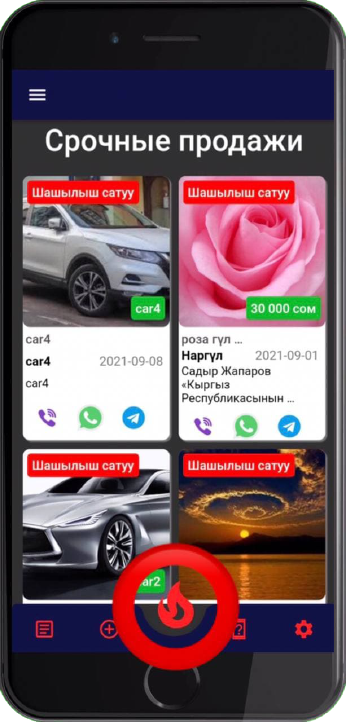 Срочные продажи
Шашылыш сатуу
car4
car4
car4
2021-09-08
car4
Шашылыш сатуу
30 000 сом
роза гүл ...
Наргүл
2021-09-01
Садыр Жапаров
«Кыргыз
Республикасынын ...
Шашылыш сатуу
car2
Шашылыш сатуу